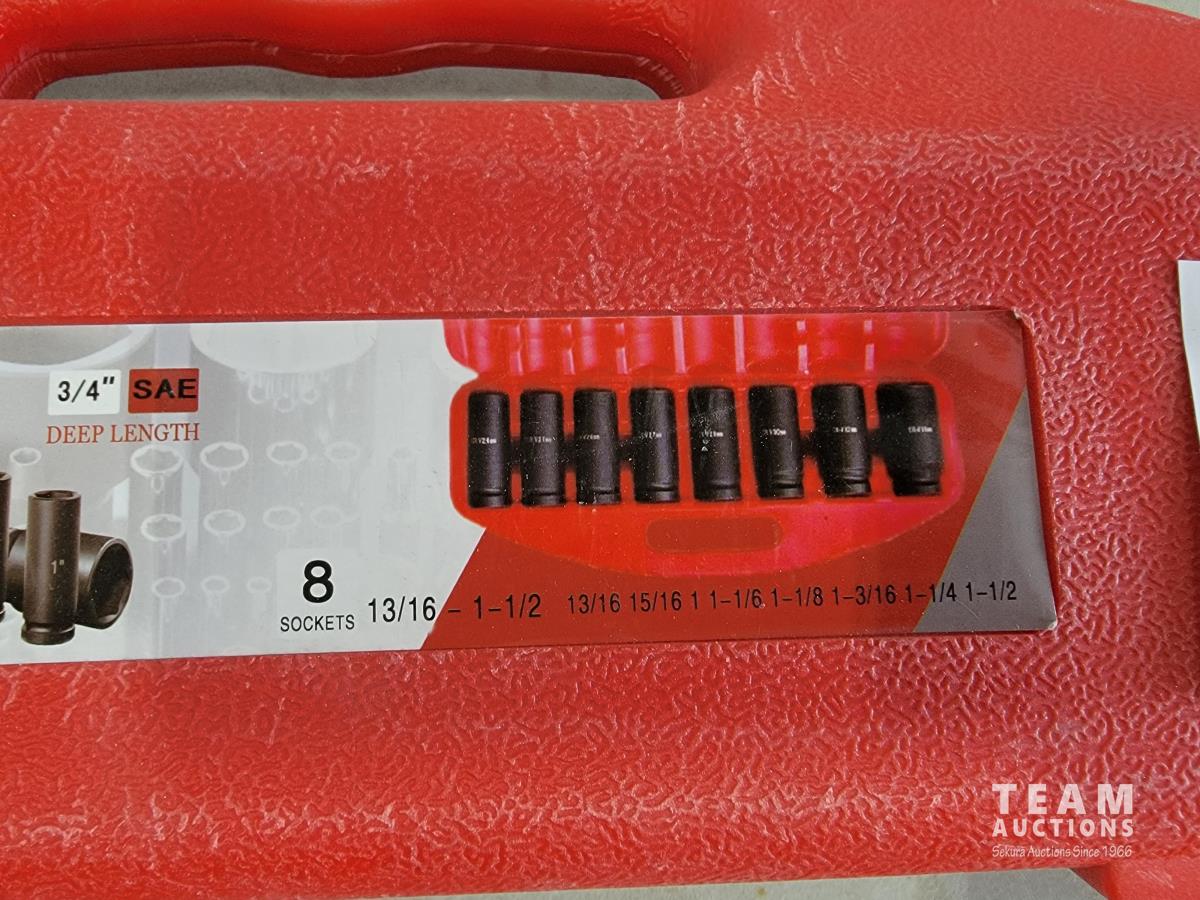 3/4" SAE
DEEP LENGTH
1"
8
SOCKETS
13/16 - 1-1/2 13/16 15/16 1 1-1/6 1-1/8 1-3/16 1-1/4 1-1/2
TEAM
AUCTIONS
Sekura Auctions Since 1966